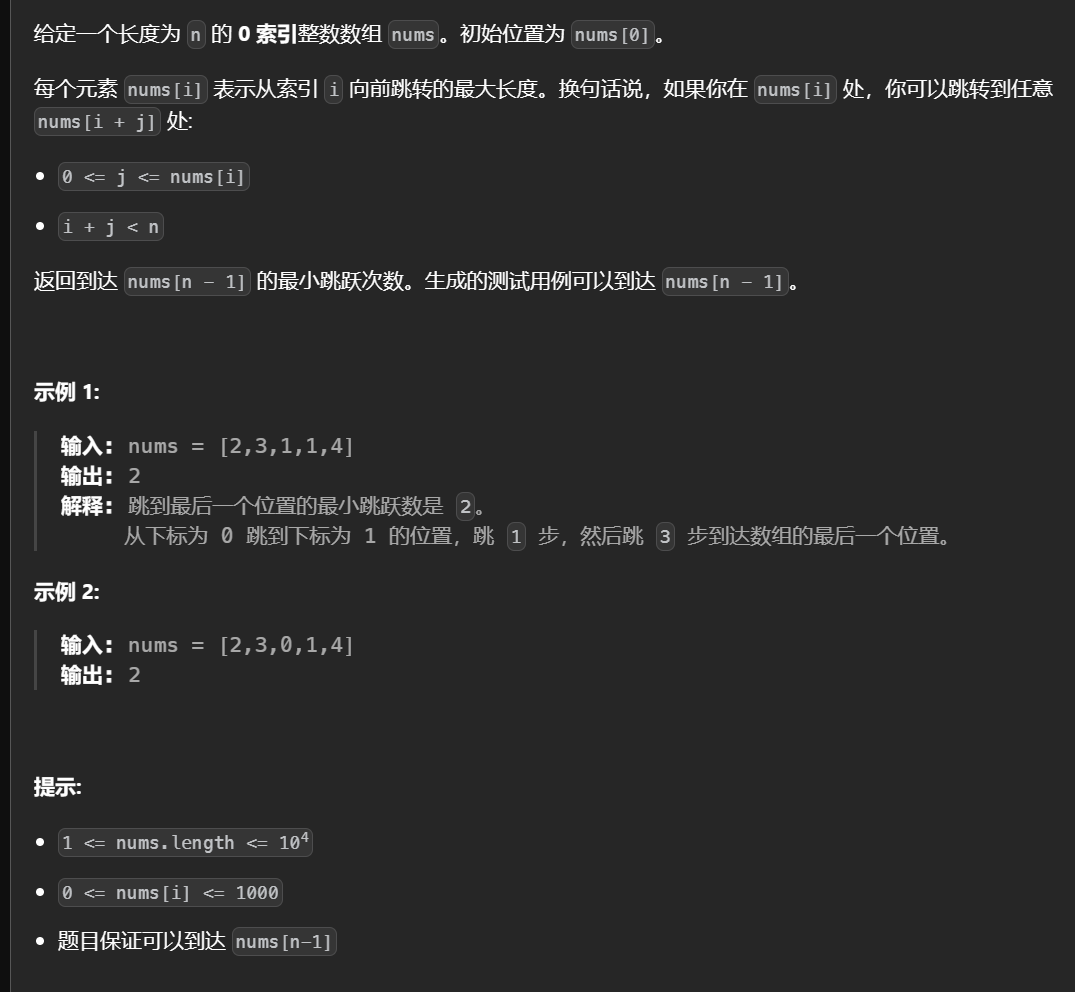 给定一个长度为 n 的 0 索引整数数组 nums。初始位置为 nums[0]。
每个元素 nums[i] 表示从索引 i 向前跳转的最大长度。换句话说，如果你在 nums[i] 处，你可以跳转到任意
nums[i + j] 处:
• 0 <= j <= nums[i]
• i + j < n
返回到达 nums[n - 1] 的最小跳跃次数。生成的测试用例可以到达 nums[n - 1]。
示例 1:
输入: nums = [2,3,1,1,4]
输出: 2
解释: 跳到最后一个位置的最小跳跃数是 2。
从下标为 0 跳到下标为 1 的位置，跳 1 步，然后跳 3 步到达数组的最后一个位置。
示例 2:
输入: nums = [2,3,0,1,4]
输出: 2
提示:
• 1 <= nums.length <= 10⁴
• 0 <= nums[i] <= 1000
• 题目保证可以到达 nums[n-1]